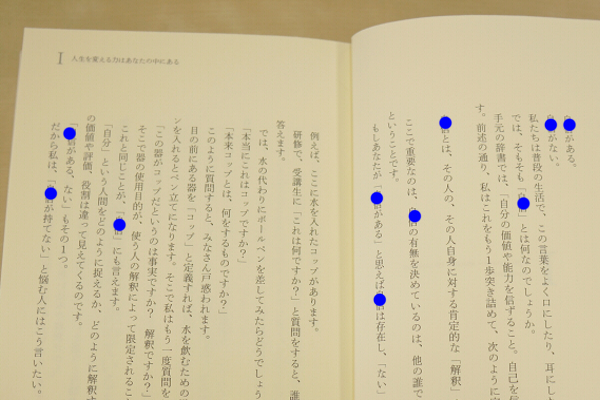 がある。
がない。
私たちは普段の生活で、この言葉をよく口にしたり、耳にし
では、そもそも「信」とは何なのでしょうか。
手元の辞書では、「自分の価値や能力を信ずること。自己を
す。前述の通り、私はこれをもう1歩突き詰めて、次のように
信とは、その人の、その人自身に対する肯定的な「解釈」
ここで重要なのは、信の有無を決めているのは、他の誰で
ということです。
もしあなたが「信がある」と思えば信は存在し、「ない」
I 人生を変える力はあなたの中にある
例えば、ここに水を入れたコップがあります。
研修で、受講生に「これは何ですか?」と質問をすると、誰
答えます。
では、水の代わりにボールペンを差してみたらどうでしょう
「本当にこれはコップですか?」
「本来コップとは、何をするものですか?」
このように質問すると、みなさん戸惑われます。
目の前にある器を「コップ」と定義すれば、水を飲むための
ンを入れるとペン立てになります。そこで私はもう一度質問を
「この器がコップだというのは事実ですか? 解釈ですか?」
そこで器の使用目的が、使う人の解釈によって限定されるこ
これと同じことが、「信」にも言えます。
「自分」という人間をどのように捉えるか、どのように解釈す
の価値や評価、役割は違って見えてくるのです。
「信がある、ない」もその1つ。
だから私は、「信が持てない」と悩む人にはこう言いたい。